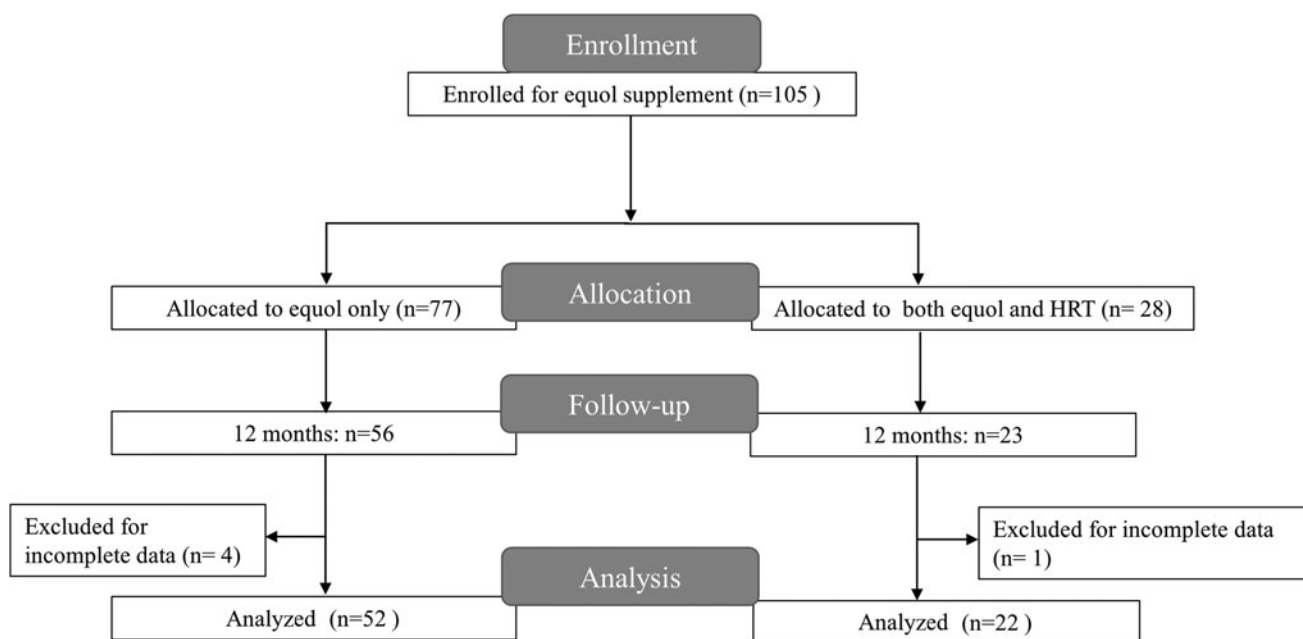 Enrollment
Enrolled for equol supplement (n=105 )
Allocation
Allocated to equol only (n=77)
Allocated to both equol and HRT (n= 28)
Follow-up
12 months: n=56
12 months: n=23
Excluded for
incomplete data (n= 4)
Excluded for incomplete data
(n= 1)
Analysis
Analyzed (n=52 )
Analyzed (n=22 )